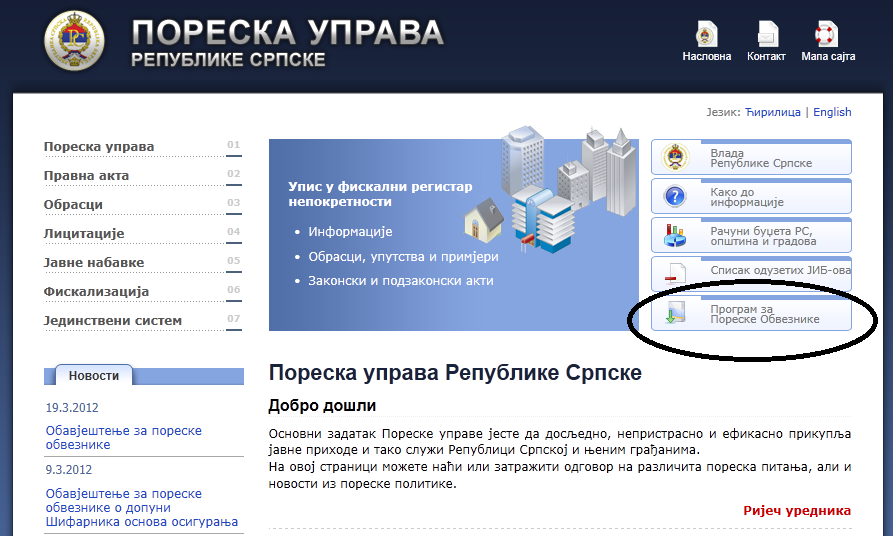 ПОРЕСКА УПРАВА
РЕПУБЛИКЕ СРПСКЕ
Насловна
Контакт
Мапа сајта
Језик: Ћирилица | English
Пореска управа 01
Правна акта 02
Обрасци 03
Лицитације 04
Јавне набавке 05
Фискализација 06
Јединствени систем 07
Упис у фискални регистар
непокретности
• Информације
• Обрасци, упутства и примјери
• Законски и подзаконски акти
Влада
Републике Српске
Како до
информације
Рачуни буџета РС,
општина и градова
Списак одузетих ЈИБ-ова
Програм за
Пореске Обвезнике
Новости
19.3.2012
Обавјештење за пореске
обвезнике
9.3.2012
Обавјештење за пореске
обвезнике о допуни
Шифарника основа осигурања
Пореска управа Републике Српске
Добро дошли
Основни задатак Пореске управе јесте да досљедно, непристрасно и ефикасно прикупља
јавне приходе и тако служи Републици Српској и њеним грађанима.
На овој страници можете наћи или затражити одговор на различита пореска питања, али и
новости из пореске политике.
Ријеч уредника